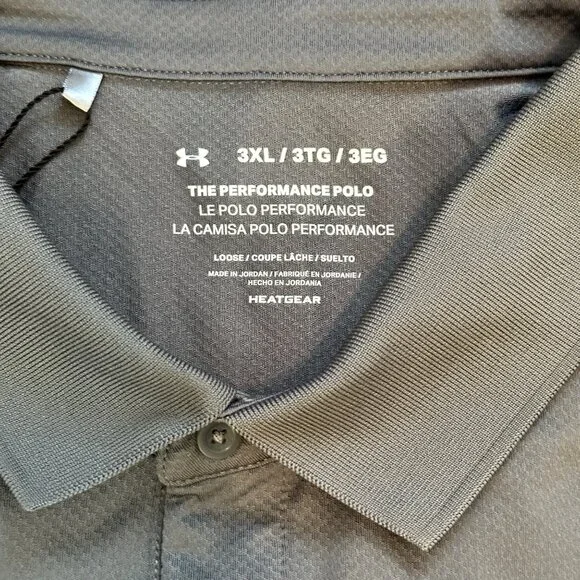 3XL / 3TG / 3EG
THE PERFORMANCE POLO
LE POLO PERFORMANCE
LA CAMISA POLO PERFORMANCE
LOOSE / COUPE LÂCHE / SUELTO
MADE IN JORDAN / FABRIQUÉ EN JORDANIE /
HECHO EN JORDANIA
HEATGEAR